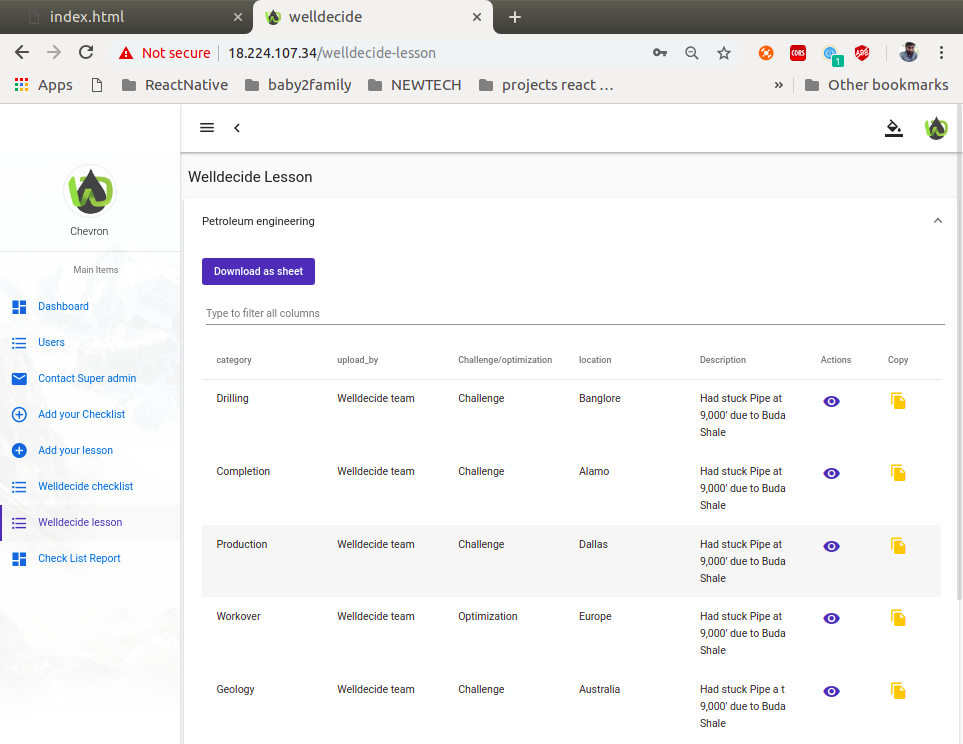 index.html
welldecide
Not secure
18.224.107.34/welldecide-lesson
CORS
1
ABP
Apps
ReactNative
baby2family
NEWTECH
projects react …
»
Other bookmarks
Chevron
Main Items
Dashboard
Users
Contact Super admin
Add your Checklist
Add your lesson
Welldecide checklist
Welldecide lesson
Check List Report
Welldecide Lesson
Petroleum engineering
Download as sheet
Type to filter all columns
category upload_by Challenge/optimization location Description Actions Copy
Drilling Welldecide team Challenge Banglore Had stuck Pipe at
9,000' due to Buda
Shale
Completion Welldecide team Challenge Alamo Had stuck Pipe at
9,000' due to Buda
Shale
Production Welldecide team Challenge Dallas Had stuck Pipe at
9,000' due to Buda
Shale
Workover Welldecide team Optimization Europe Had stuck Pipe at
9,000' due to Buda
Shale
Geology Welldecide team Challenge Australia Had stuck Pipe a t
9,000' due to Buda
Shale